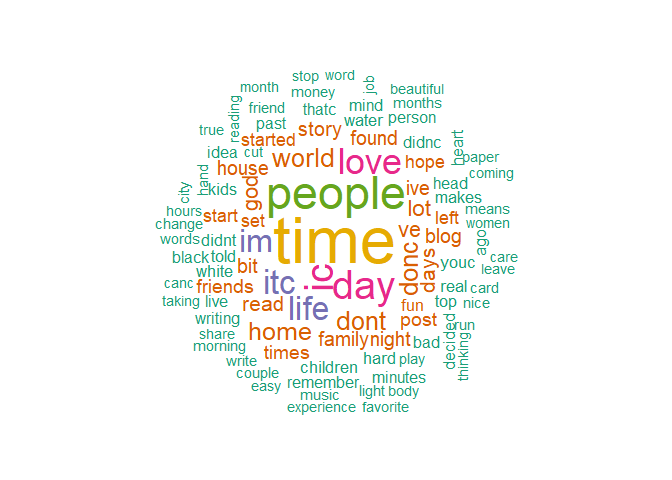 stop word
job
month
money
beautiful
reading
friend
thatc
mind
months
true
past
story
water
person
started
found
didnc
heart
idea
cut
world
love
hope
paper
house
coming
hand
kids
god
people
ive
head
makes
city
hours
start
set
lot
left
means
change
women
words
didnt
im
time
ve
blog
ago
black
told
donc
days
care
white
bit
itc
ic
day
youc
leave
canc
friends
real
card
taking
live
read
life
fun
top
nice
writing
home
dont
post
run
share
morning
family
night
bad
decided
thinking
times
write
hard
play
couple
children
minutes
easy
remember
light
body
music
experience
favorite